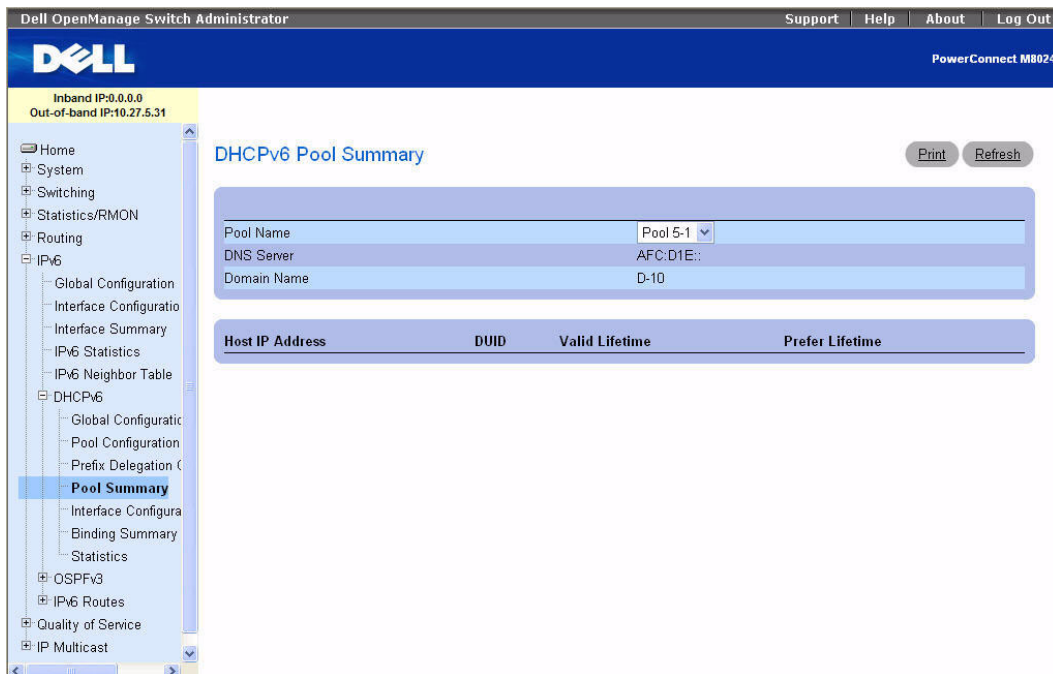 Dell OpenManage Switch Administrator Support Help About Log Out
DELL
PowerConnect M8024
Inband IP:0.0.0.0
Out-of-band IP:10.27.5.31
Home
System
Switching
Statistics/RMON
Routing
IPv6
Global Configuration
Interface Configuratio
Interface Summary
IPv6 Statistics
IPv6 Neighbor Table
DHCPv6
Global Configuratic
Pool Configuration
Prefix Delegation (
Pool Summary
Interface Configura
Binding Summary
Statistics
OSPFv3
IPv6 Routes
Quality of Service
IP Multicast
DHCPv6 Pool Summary Print Refresh
Pool Name Pool 5-1
DNS Server AFC:D1E::
Domain Name D-10
Host IP Address DUID Valid Lifetime Prefer Lifetime